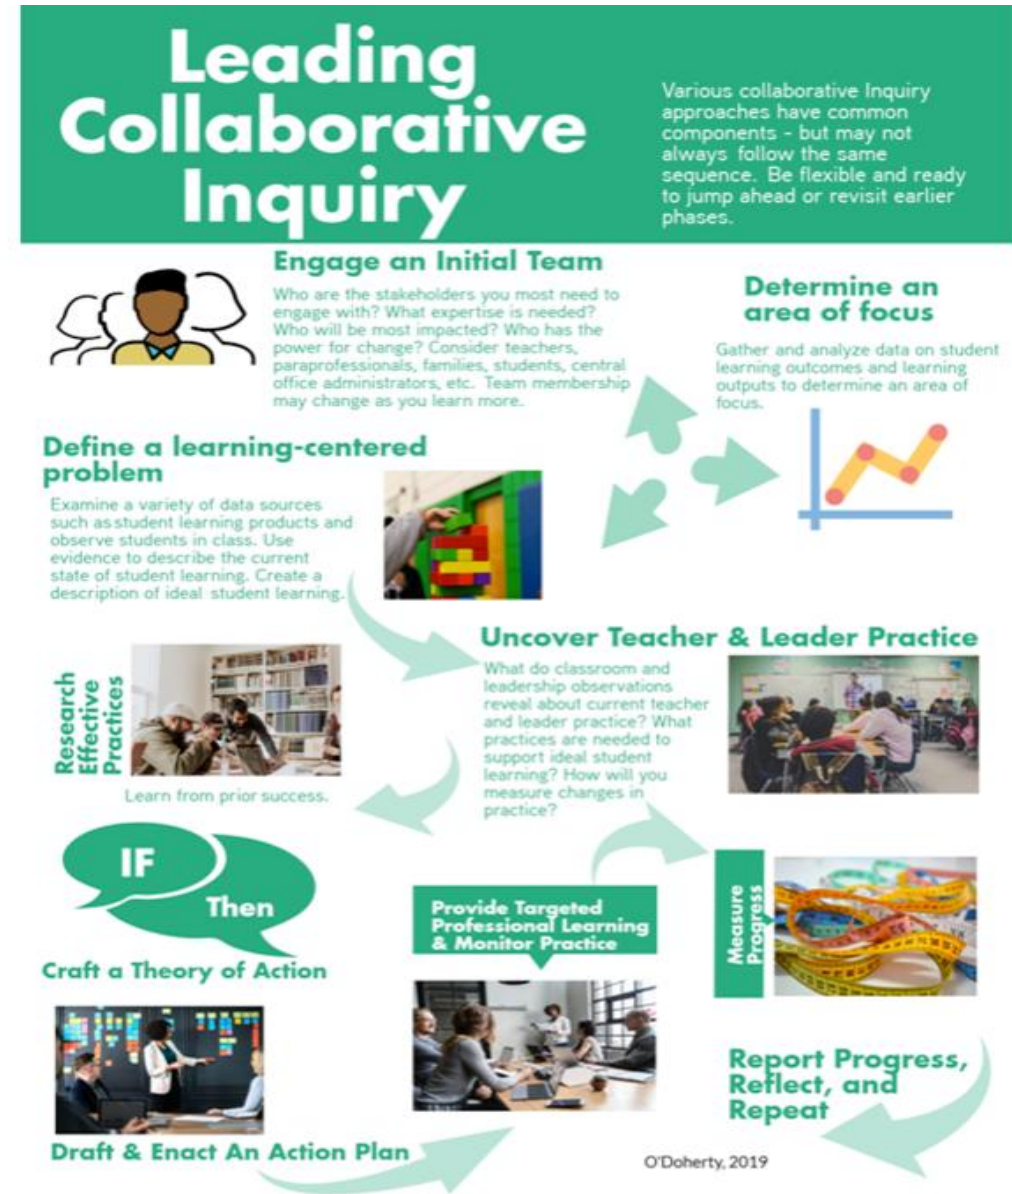 Leading
Collaborative
Inquiry
Various collaborative Inquiry
approaches have common
components - but may not
always follow the same
sequence. Be flexible and ready
to jump ahead or revisit earlier
phases.
Engage an Initial Team
Who are the stakeholders you most need to
engage with? What expertise is needed?
Who will be most impacted? Who has the
power for change? Consider teachers,
paraprofessionals, families, students, central
office administrators, etc. Team membership
may change as you learn more.
Determine an
area of focus
Gather and analyze data on student
learning outcomes and learning
outputs to determine an area of
focus.
Define a learning-centered
problem
Examine a variety of data sources
such as student learning products and
observe students in class. Use
evidence to describe the current
state of student learning. Create a
description of ideal student learning.
Uncover Teacher & Leader Practice
What do classroom and
leadership observations
reveal about current teacher
and leader practice? What
practices are needed to
support ideal student
learning? How will you
measure changes in
practice?
Research
Effective
Practices
Learn from prior success.
IF
Then
Craft a Theory of Action
Provide Targeted
Professional Learning
& Monitor Practice
Measure
Progress
Draft & Enact An Action Plan
Report Progress,
Reflect, and
Repeat
O'Doherty, 2019